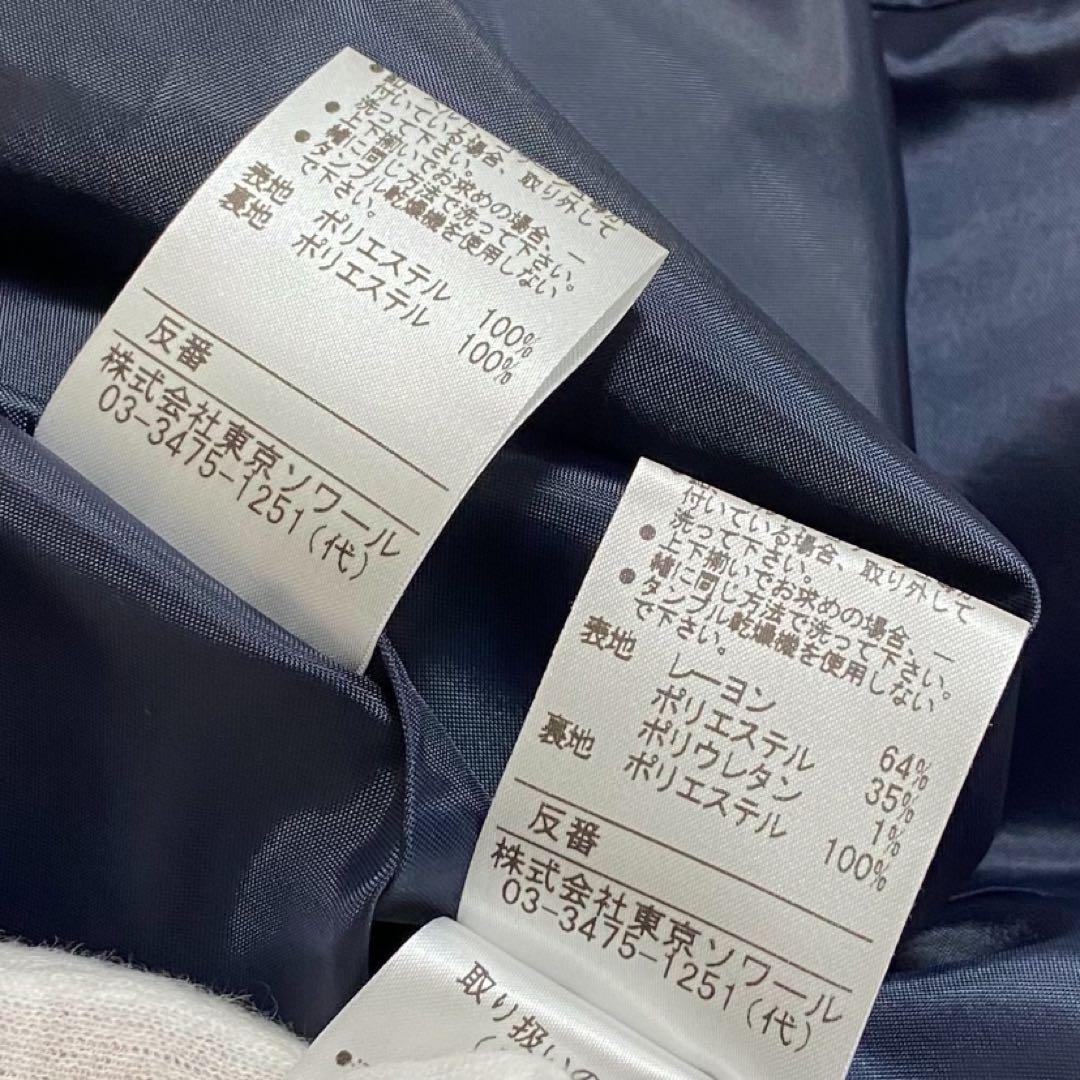 付いている場合、取り外して
洗って下さい。
●上下揃いでお求めの場合、一
緒に同じ方法で洗って下さい。
●タンブル乾燥機を使用しない
で下さい。
表地 ポリエステル 100%
裏地 ポリエステル 100%
反番
株式会社東京ソワール
03-3475-1251(代)
付いている場合、取り外して
洗って下さい。
●上下揃いでお求めの場合、一
緒に同じ方法で洗って下さい。
●タンブル乾燥機を使用しない
で下さい。
表地 レーヨン 64%
ポリエステル 35%
ポリウレタン 1%
裏地 ポリエステル 100%
反番
株式会社東京ソワール
03-3475-1251(代)
取り扱いの